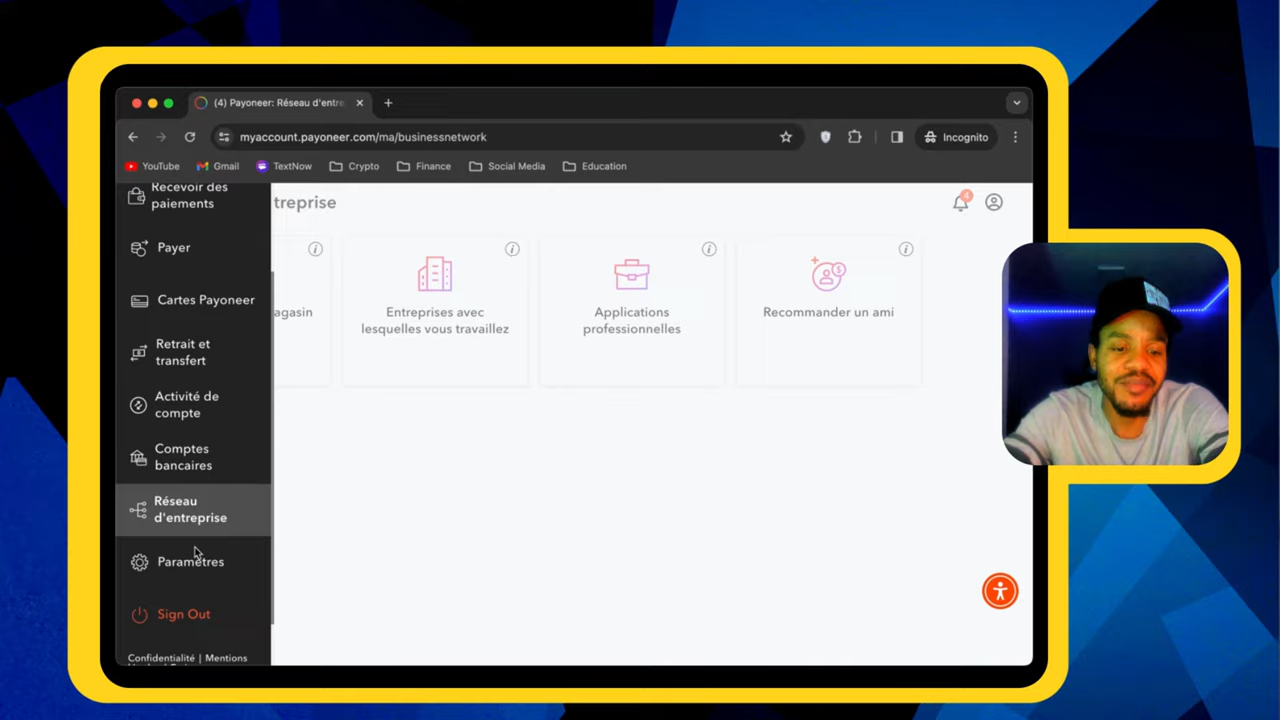 (4) Payoneer: Réseau d'entre
myaccount.payoneer.com/ma/businessnetwork
Incognito
YouTube
Gmail
TextNow
Crypto
Finance
Social Media
Education
Recevoir des
paiements
Payer
Cartes Payoneer
Retrait et
transfert
Activité de
compte
Comptes
bancaires
Réseau
d'entreprise
Paramètres
Sign Out
Confidentialité | Mentions
treprise
4
agasin
Entreprises avec
lesquelles vous travaillez
Applications
professionnelles
Recommander un ami